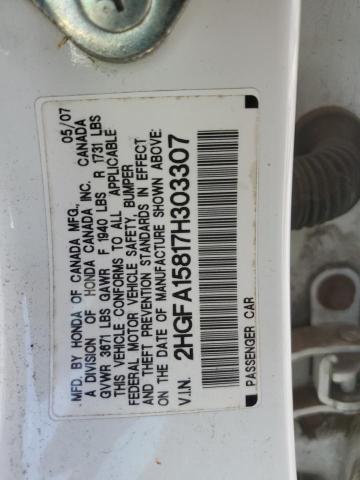 MFD. BY HONDA OF CANADA MFG., 05/07
A DIVISION OF HONDA CANADA INC. CANADA
GVWR 3671 LBS GAWR F 1940 LBS R 1731 LBS
THIS VEHICLE CONFORMS TO ALL APPLICABLE
FEDERAL MOTOR VEHICLE SAFETY, BUMPER
AND THEFT PREVENTION STANDARDS IN EFFECT
ON THE DATE OF MANUFACTURE SHOWN ABOVE.
V.I.N. 2HGFA15817H303307
PASSENGER CAR